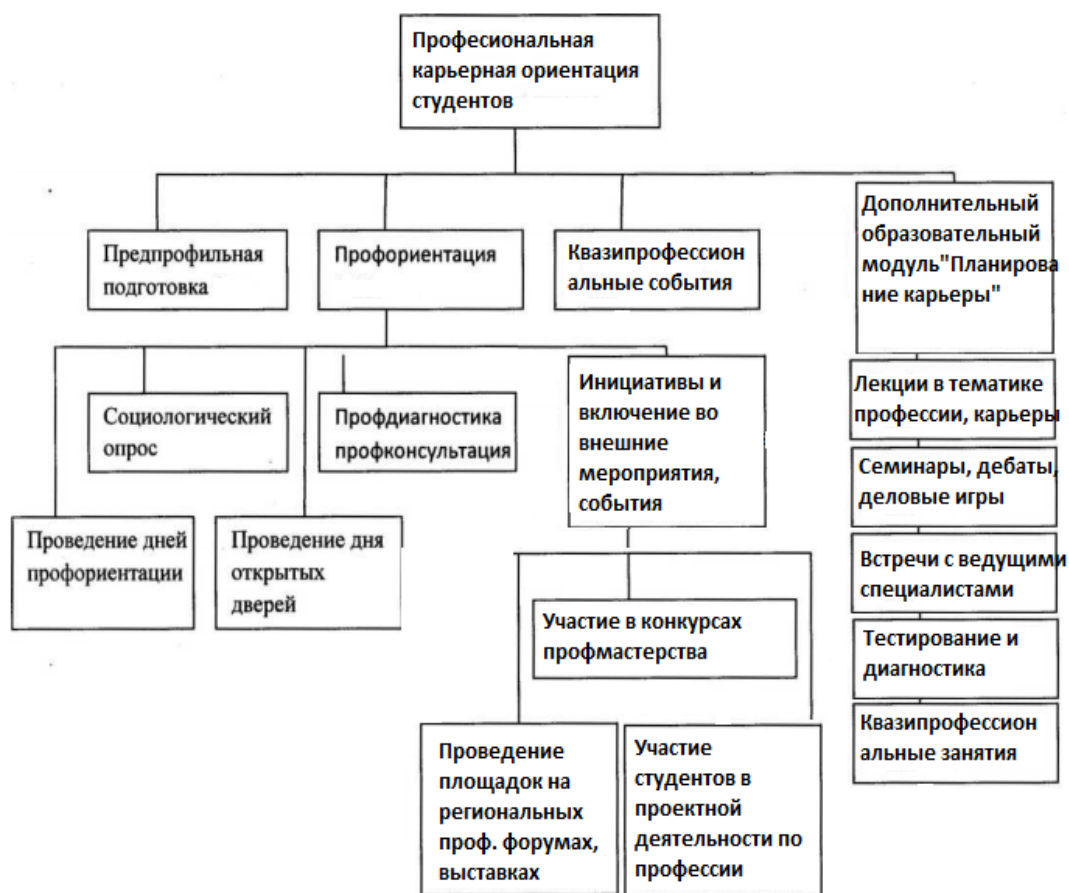 Професиональная
карьерная ориентация
студентов
Предпрофильная
подготовка
Профориентация
Квазипрофессион
альные события
Дополнительный
образовательный
модуль"Планирова
ние карьеры"
Социологический
опрос
Профдиагностика
профконсультация
Инициативы и
включение во
внешние
мероприятия,
события
Лекции в тематике
профессии, карьеры
Семинары, дебаты,
деловые игры
Проведение дней
профориентации
Проведение дня
открытых
дверей
Встречи с ведущими
специалистами
Участие в конкурсах
профмастерства
Тестирование и
диагностика
Квазипрофессион
альные занятия
Проведение
площадок на
региональных
проф. форумах,
выставках
Участие
студентов в
проектной
деятельности по
профессии